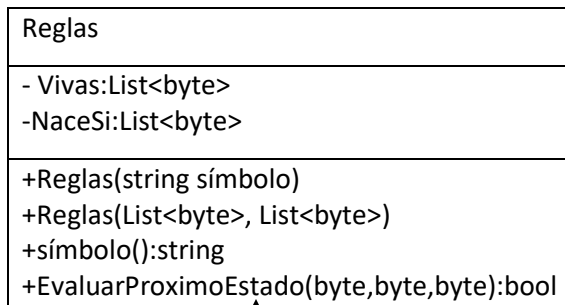 Reglas
- Vivas:List<byte>
-NaceSi:List<byte>
+Reglas(string símbolo)
+Reglas(List<byte>, List<byte>)
+símbolo():string
+EvaluarProximoEstado(byte,byte,byte):bool